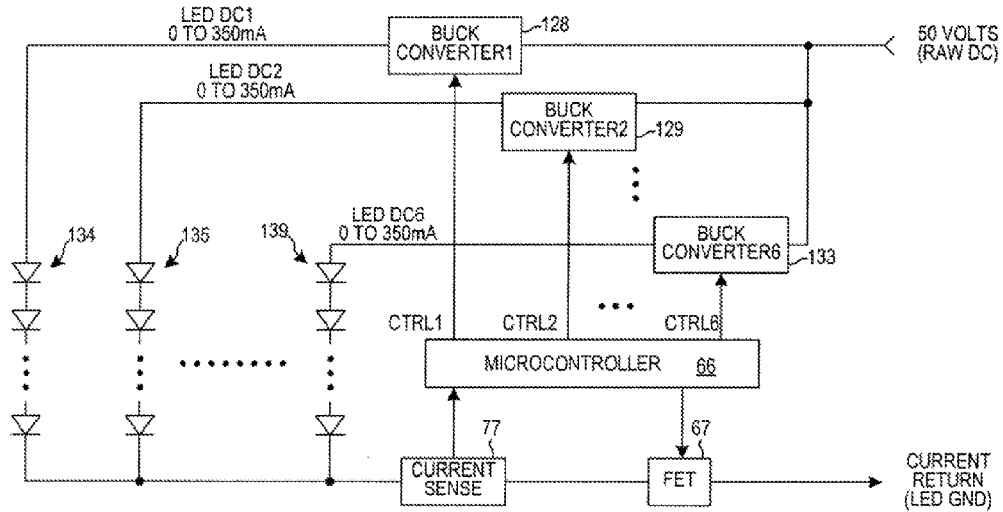 LED DC1
0 TO 350mA
BUCK
CONVERTER1
128
50 VOLTS
(RAW DC)
LED DC2
0 TO 350mA
BUCK
CONVERTER2
129
LED DC6
0 TO 350mA
BUCK
CONVERTER6
133
134
135
139
CTRL1
CTRL2
CTRL6
MICROCONTROLLER 66
77
67
CURRENT
SENSE
FET
CURRENT
RETURN
(LED GND)